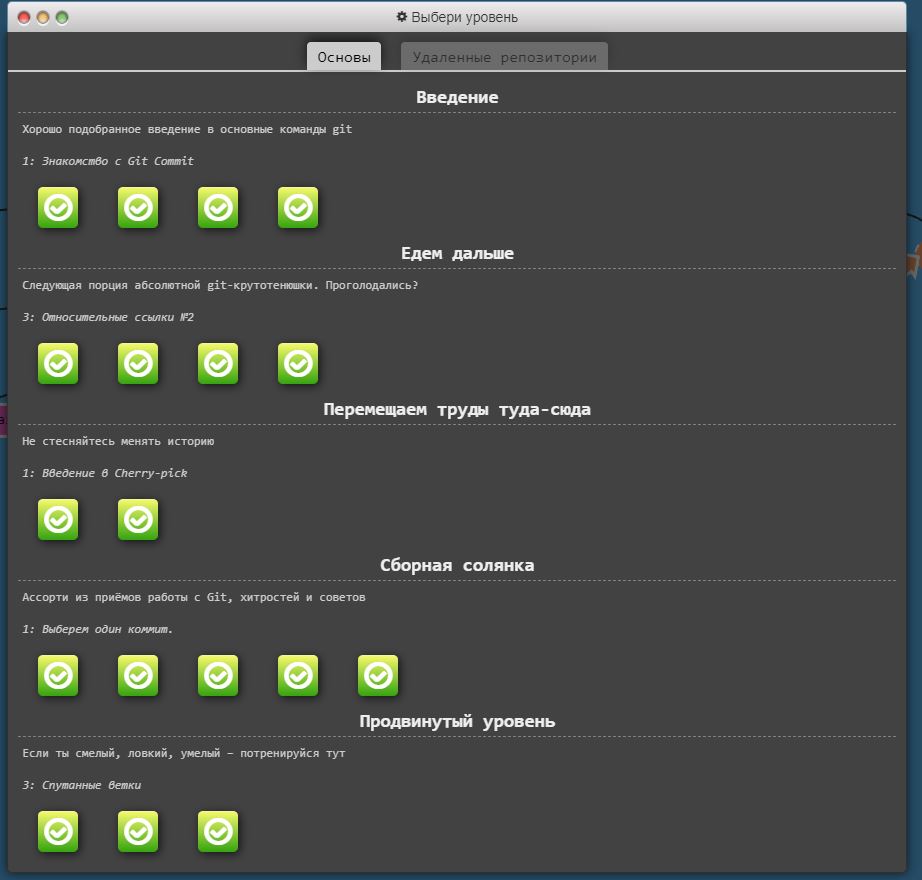 Выбери уровень
Основы
Удаленные репозитории
Введение
Хорошо подобранное введение в основные команды git
1: Знакомство с Git Commit
Едем дальше
Следующая порция абсолютной git-крутотенюшки. Проголодались?
3: Относительные ссылки №2
Перемещаем труды туда-сюда
Не стесняйтесь менять историю
1: Введение в Cherry-pick
Сборная солянка
Ассорти из приёмов работы с Git, хитростей и советов
1: Выберем один коммит.
Продвинутый уровень
Если ты смелый, ловкий, умелый – потренируйся тут
3: Спутанные ветки